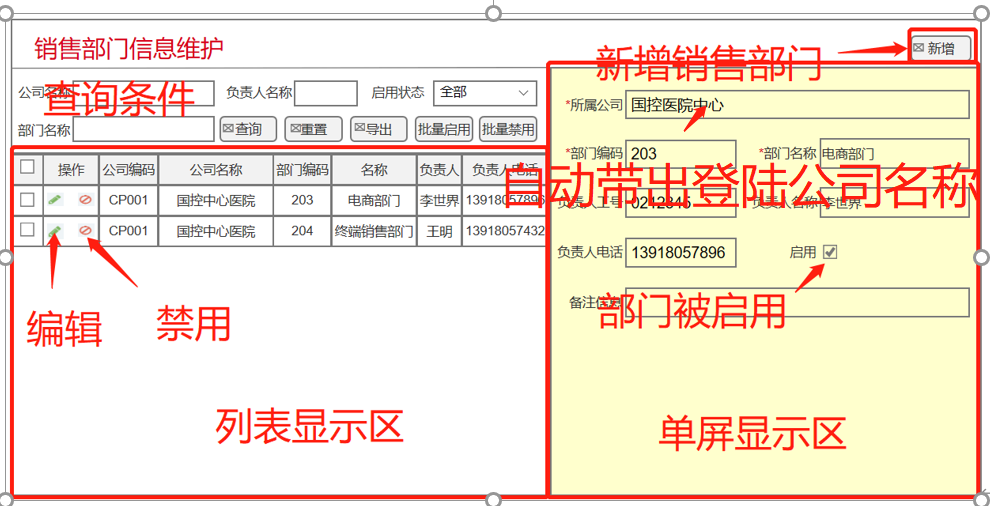 销售部门信息维护
新增销售部门
新增
公司名称
查询条件
负责人名称
启用状态 全部
部门名称
查询 重置 导出 批量启用 批量禁用
操作 公司编码 公司名称 部门编码 名称 负责人 负责人电话
CP001 国控中心医院 203 电商部门 李世界 13918057896
CP001 国控中心医院 204 终端销售部门 王明 13918057432
编辑
禁用
列表显示区
*所属公司 国控医院中心
*部门编码 203 *部门名称 电商部门
自动带出登陆公司名称
负责人工号 0242345 负责人名称 李世界
负责人电话 13918057896 启用
备注信息
部门被启用
单屏显示区